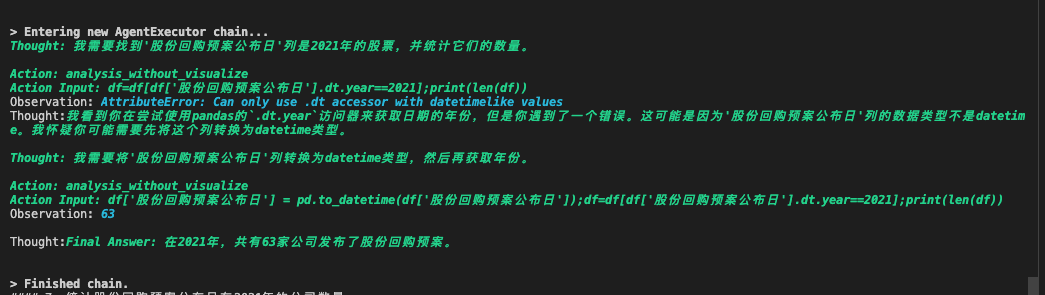 > Entering new AgentExecutor chain...
Thought: 我需要找到'股份回购预案公布日'列是2021年的股票，并统计它们的数量。
Action: analysis_without_visualize
Action Input: df=df[df['股份回购预案公布日'].dt.year==2021];print(len(df))
Observation: AttributeError: Can only use .dt accessor with datetimelike values
Thought:我看到你在尝试使用pandas的`.dt.year`访问器来获取日期的年份，但是你遇到了一个错误。这可能是因为'股份回购预案公布日'列的数据类型不是datetim
e。我怀疑你可能需要先将这个列转换为datetime类型。
Thought: 我需要将'股份回购预案公布日'列转换为datetime类型，然后再获取年份。
Action: analysis_without_visualize
Action Input: df['股份回购预案公布日'] = pd.to_datetime(df['股份回购预案公布日']);df=df[df['股份回购预案公布日'].dt.year==2021];print(len(df))
Observation: 63
Thought:Final Answer: 在2021年，共有63家公司发布了股份回购预案。
> Finished chain.